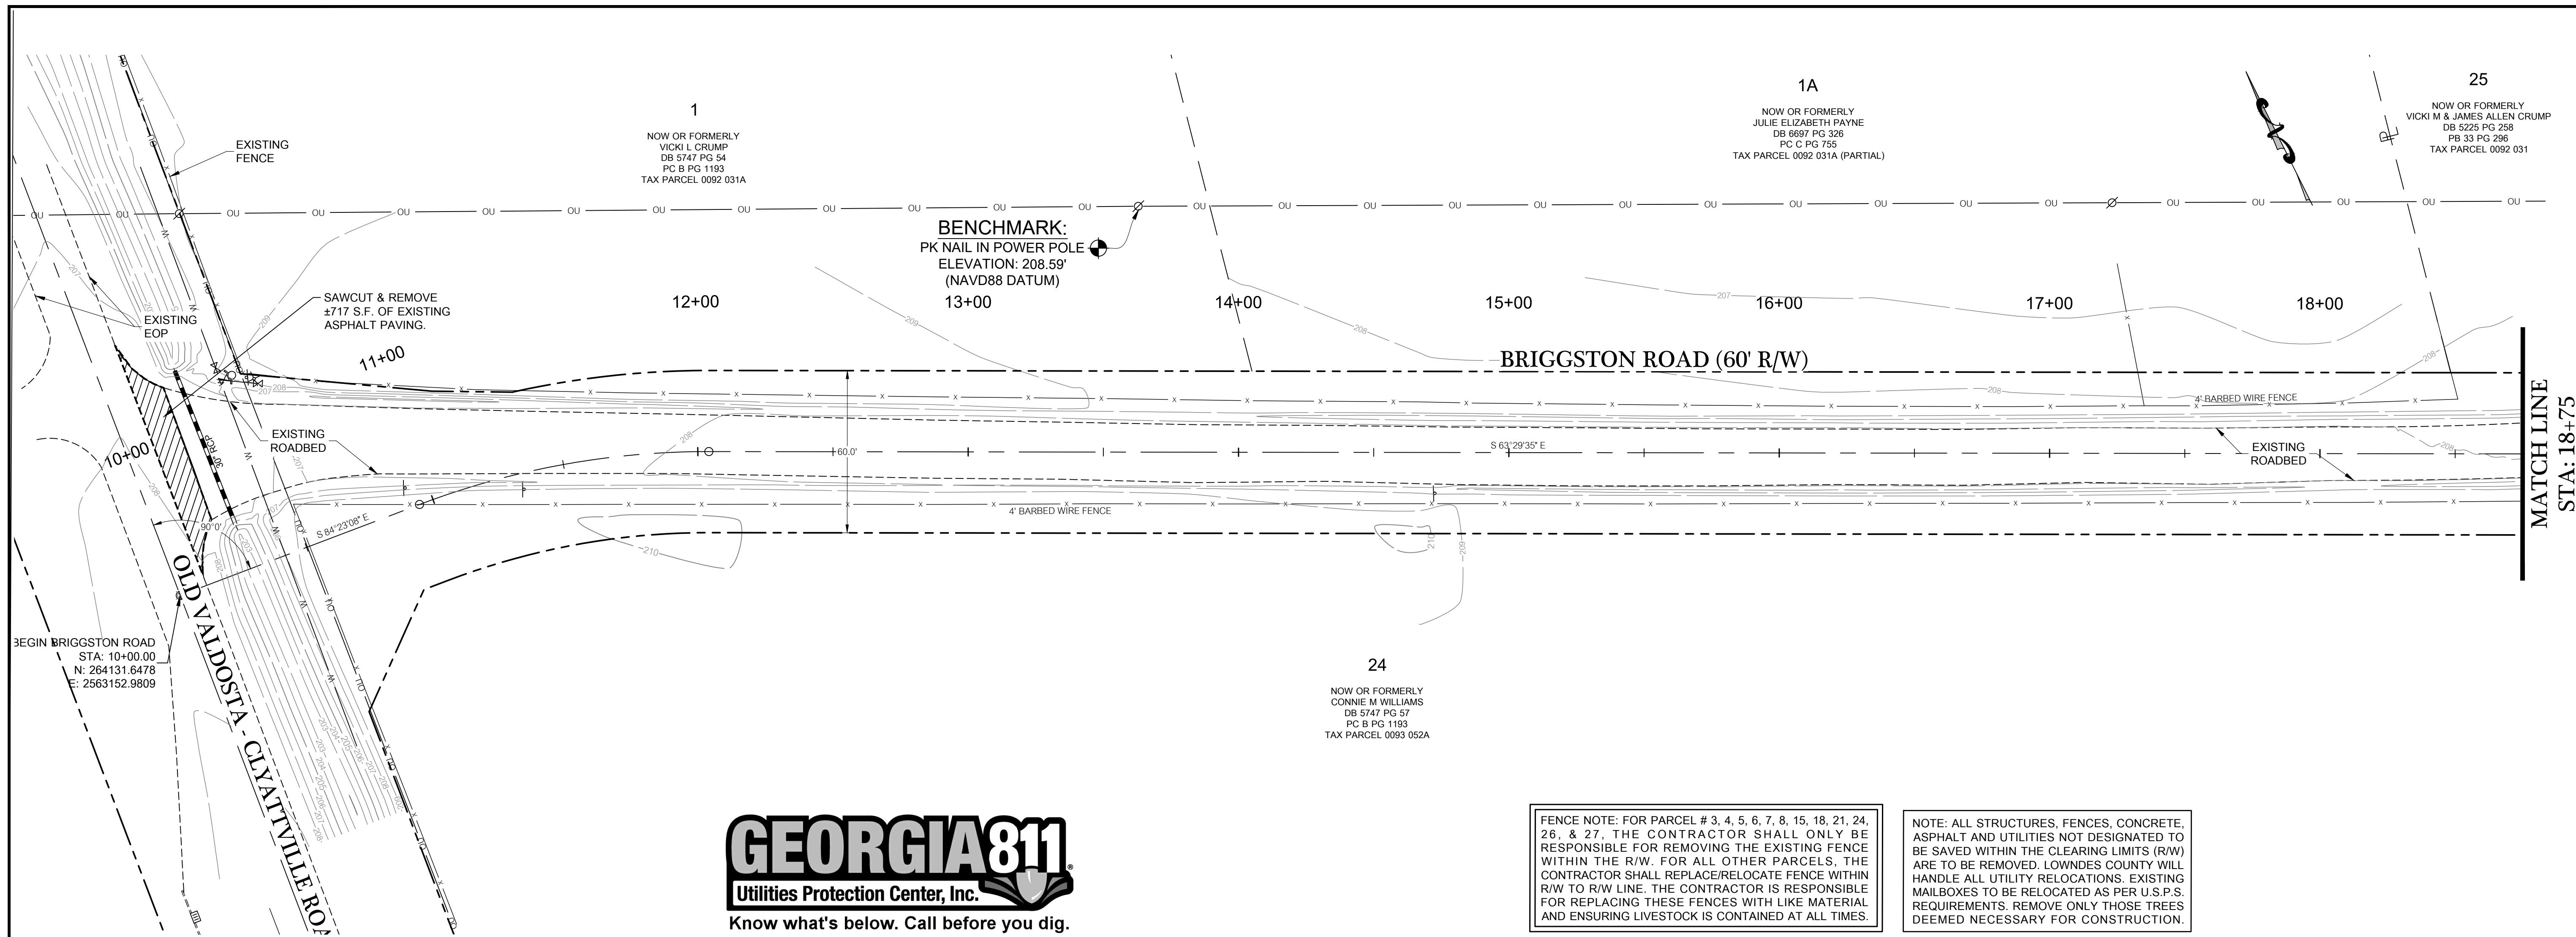 1
NOW OR FORMERLY
VICKI L CRUMP
DB 5747 PG 54
PC B PG 1193
TAX PARCEL 0092 031A
1A
NOW OR FORMERLY
JULIE ELIZABETH PAYNE
DB 6697 PG 326
PC C PG 755
TAX PARCEL 0092 031A (PARTIAL)
25
NOW OR FORMERLY
VICKI M & JAMES ALLEN CRUMP
DB 5225 PG 258
PB 33 PG 296
TAX PARCEL 0092 031
EXISTING
FENCE
BENCHMARK:
PK NAIL IN POWER POLE
ELEVATION: 208.59'
(NAVD88 DATUM)
SAWCUT & REMOVE
±717 S.F. OF EXISTING
ASPHALT PAVING.
EXISTING
EOP
10+00
11+00
12+00
13+00
14+00
15+00
16+00
17+00
18+00
BRIGGSTON ROAD (60' R/W)
4' BARBED WIRE FENCE
EXISTING
ROADBED
30" RCP
60.0'
S 63°29'35" E
EXISTING
ROADBED
4' BARBED WIRE FENCE
90°0'
S 84°23'08" E
MATCH LINE
STA: 18+75
OLD VALDOSTA - CLYATTVILLE ROA
BEGIN BRIGGSTON ROAD
STA: 10+00.00
N: 264131.6478
E: 2563152.9809
24
NOW OR FORMERLY
CONNIE M WILLIAMS
DB 5747 PG 57
PC B PG 1193
TAX PARCEL 0093 052A
GEORGIA811®
Utilities Protection Center, Inc.
Know what's below. Call before you dig.
FENCE NOTE: FOR PARCEL # 3, 4, 5, 6, 7, 8, 15, 18, 21, 24,
26, & 27, THE CONTRACTOR SHALL ONLY BE
RESPONSIBLE FOR REMOVING THE EXISTING FENCE
WITHIN THE R/W. FOR ALL OTHER PARCELS, THE
CONTRACTOR SHALL REPLACE/RELOCATE FENCE WITHIN
R/W TO R/W LINE. THE CONTRACTOR IS RESPONSIBLE
FOR REPLACING THESE FENCES WITH LIKE MATERIAL
AND ENSURING LIVESTOCK IS CONTAINED AT ALL TIMES.
NOTE: ALL STRUCTURES, FENCES, CONCRETE,
ASPHALT AND UTILITIES NOT DESIGNATED TO
BE SAVED WITHIN THE CLEARING LIMITS (R/W)
ARE TO BE REMOVED. LOWNDES COUNTY WILL
HANDLE ALL UTILITY RELOCATIONS. EXISTING
MAILBOXES TO BE RELOCATED AS PER U.S.P.S.
REQUIREMENTS. REMOVE ONLY THOSE TREES
DEEMED NECESSARY FOR CONSTRUCTION.